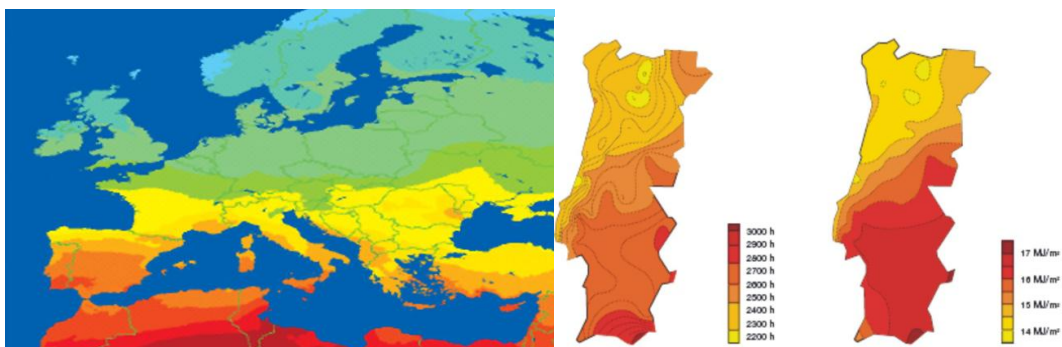 3000 h
2900 h
2800 h
2700 h
2600 h
2500 h
2400 h
2300 h
2200 h
17 MJ/m²
16 MJ/m²
15 MJ/m²
14 MJ/m²